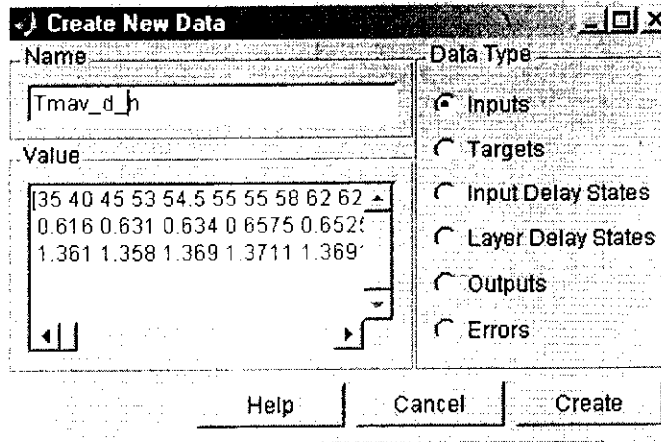 Create New Data
Name
Tmav_d_h
Value
[35 40 45 53 54.5 55 55 58 62 62
0.616 0.631 0.634 0.6575 0.652
1.361 1.358 1.369 1.3711 1.369
Data Type
Inputs
Targets
Input Delay States
Layer Delay States
Outputs
Errors
Help
Cancel
Create